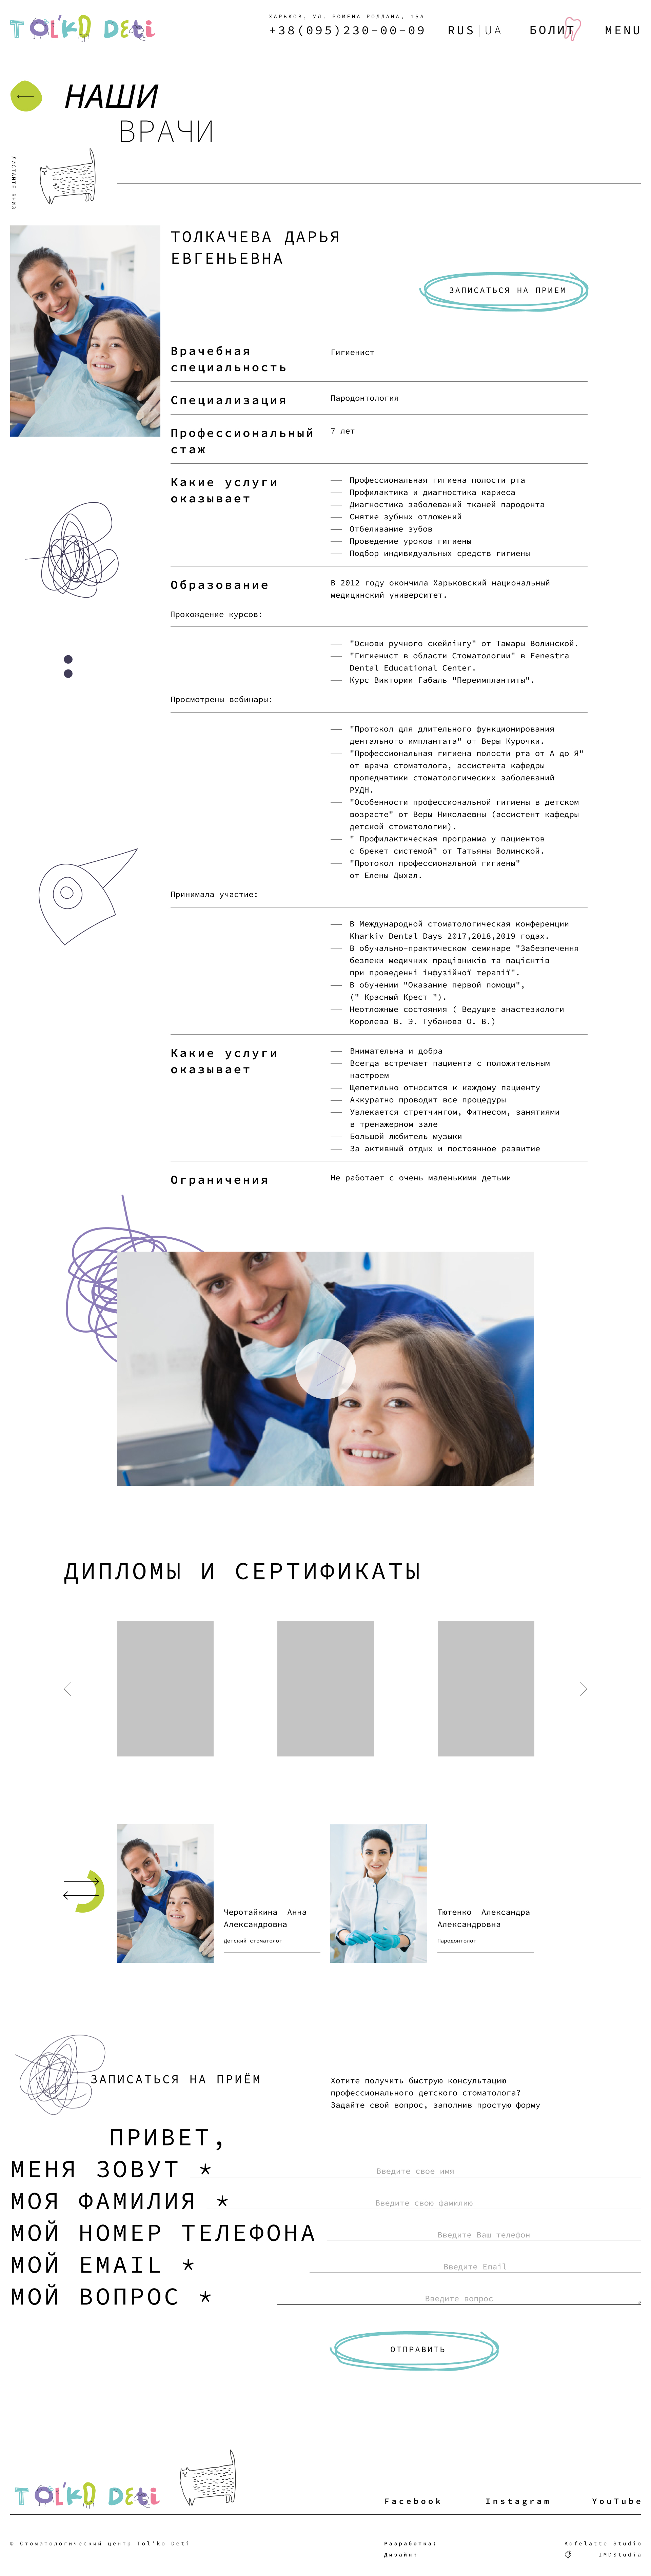 TOL'KO DETI
ХАРЬКОВ, УЛ. РОМЕНА РОЛЛАНА, 15А
+38(095)230-00-09
RUS|UA
БОЛИТ
MENU
НАШИ
ВРАЧИ
ЛИСТАЙТЕ ВНИЗ
ТОЛКАЧЕВА ДАРЬЯ
ЕВГЕНЬЕВНА
ЗАПИСАТЬСЯ НА ПРИЕМ
Врачебная
специальность
Гигиенист
Специализация
Пародонтология
Профессиональный
стаж
7 лет
Какие услуги
оказывает
Профессиональная гигиена полости рта
Профилактика и диагностика кариеса
Диагностика заболеваний тканей пародонта
Снятие зубных отложений
Отбеливание зубов
Проведение уроков гигиены
Подбор индивидуальных средств гигиены
Образование
В 2012 году окончила Харьковский национальный
медицинский университет.
Прохождение курсов:
"Основи ручного скейлінгу" от Тамары Волинской.
"Гигиенист в области Стоматологии" в Fenestra
Dental Educational Center.
Курс Виктории Габаль "Переимплантиты".
Просмотрены вебинары:
"Протокол для длительного функционирования
дентального имплантата" от Веры Курочки.
"Профессиональная гигиена полости рта от А до Я"
от врача стоматолога, ассистента кафедры
пропеднвтики стоматологических заболеваний
РУДН.
"Особенности профессиональной гигиены в детском
возрасте" от Веры Николаевны (ассистент кафедры
детской стоматологии).
" Профилактическая программа у пациентов
с брекет системой" от Татьяны Волинской.
"Протокол профессиональной гигиены"
от Елены Дыхал.
Принимала участие:
В Международной стоматологическая конференции
Kharkiv Dental Days 2017,2018,2019 годах.
В обучально-практическом семинаре "Забезпечення
безпеки медичних працівників та пацієнтів
при проведенні інфузійної терапії".
В обучении "Оказание первой помощи",
(" Красный Крест ").
Неотложные состояния ( Ведущие анастезиологи
Королева В. Э. Губанова О. В.)
Какие услуги
оказывает
Внимательна и добра
Всегда встречает пациента с положительным
настроем
Щепетильно относится к каждому пациенту
Аккуратно проводит все процедуры
Увлекается стретчингом, Фитнесом, занятиями
в тренажерном зале
Большой любитель музыки
За активный отдых и постоянное развитие
Ограничения
Не работает с очень маленькими детьми
ДИПЛОМЫ И СЕРТИФИКАТЫ
Черотайкина Анна
Александровна
Детский стоматолог
Тютенко Александра
Александровна
Пародонтолог
ЗАПИСАТЬСЯ НА ПРИЁМ
Хотите получить быструю консультацию
профессионального детского стоматолога?
Задайте свой вопрос, заполнив простую форму
ПРИВЕТ,
МЕНЯ ЗОВУТ *
Введите свое имя
МОЯ ФАМИЛИЯ *
Введите свою фамилию
МОЙ НОМЕР ТЕЛЕФОНА
Введите Ваш телефон
МОЙ EMAIL *
Введите Email
МОЙ ВОПРОС *
Введите вопрос
ОТПРАВИТЬ
TOL'KO DETI
Facebook
Instagram
YouTube
© Стоматологический центр Tol'ko Deti
Разработка:
Kofelatte Studio
Дизайн:
IMDStudio